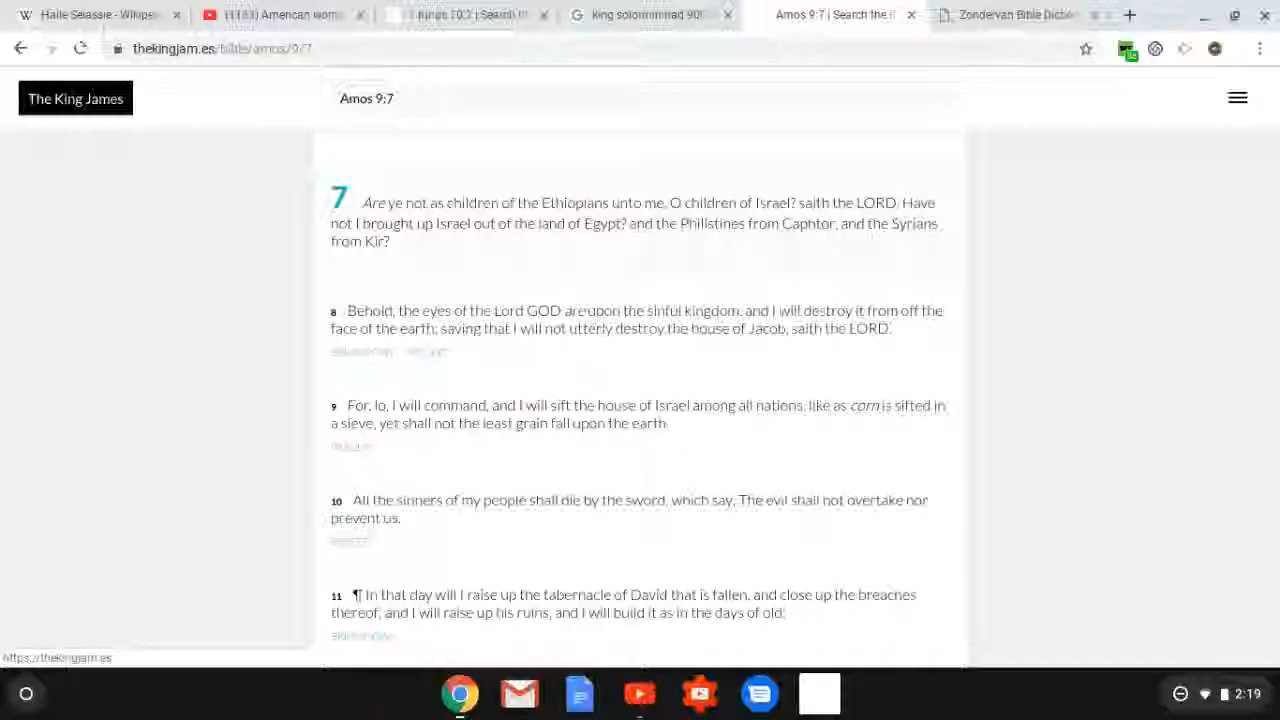 Haile Selassie - Wikipe
American wom
20:2 | Search th
king solomon had 900
Amos 9:7 | Search the K
Zondervan Bible Dictio
thekingjam.es/bible/amos/9/7
The King James
Amos 9:7
7 Are ye not as children of the Ethiopians unto me, O children of Israel? saith the LORD. Have
not I brought up Israel out of the land of Egypt? and the Philistines from Caphtor, and the Syrians
from Kir?
8 Behold, the eyes of the Lord GOD are upon the sinful kingdom, and I will destroy it from off the
face of the earth; saving that I will not utterly destroy the house of Jacob, saith the LORD.
9 For, lo, I will command, and I will sift the house of Israel among all nations, like as corn is sifted in
a sieve, yet shall not the least grain fall upon the earth.
10 All the sinners of my people shall die by the sword, which say, The evil shall not overtake nor
prevent us.
11 ¶ In that day will I raise up the tabernacle of David that is fallen, and close up the breaches
thereof; and I will raise up his ruins, and I will build it as in the days of old:
https://thekingjam.es
2:19